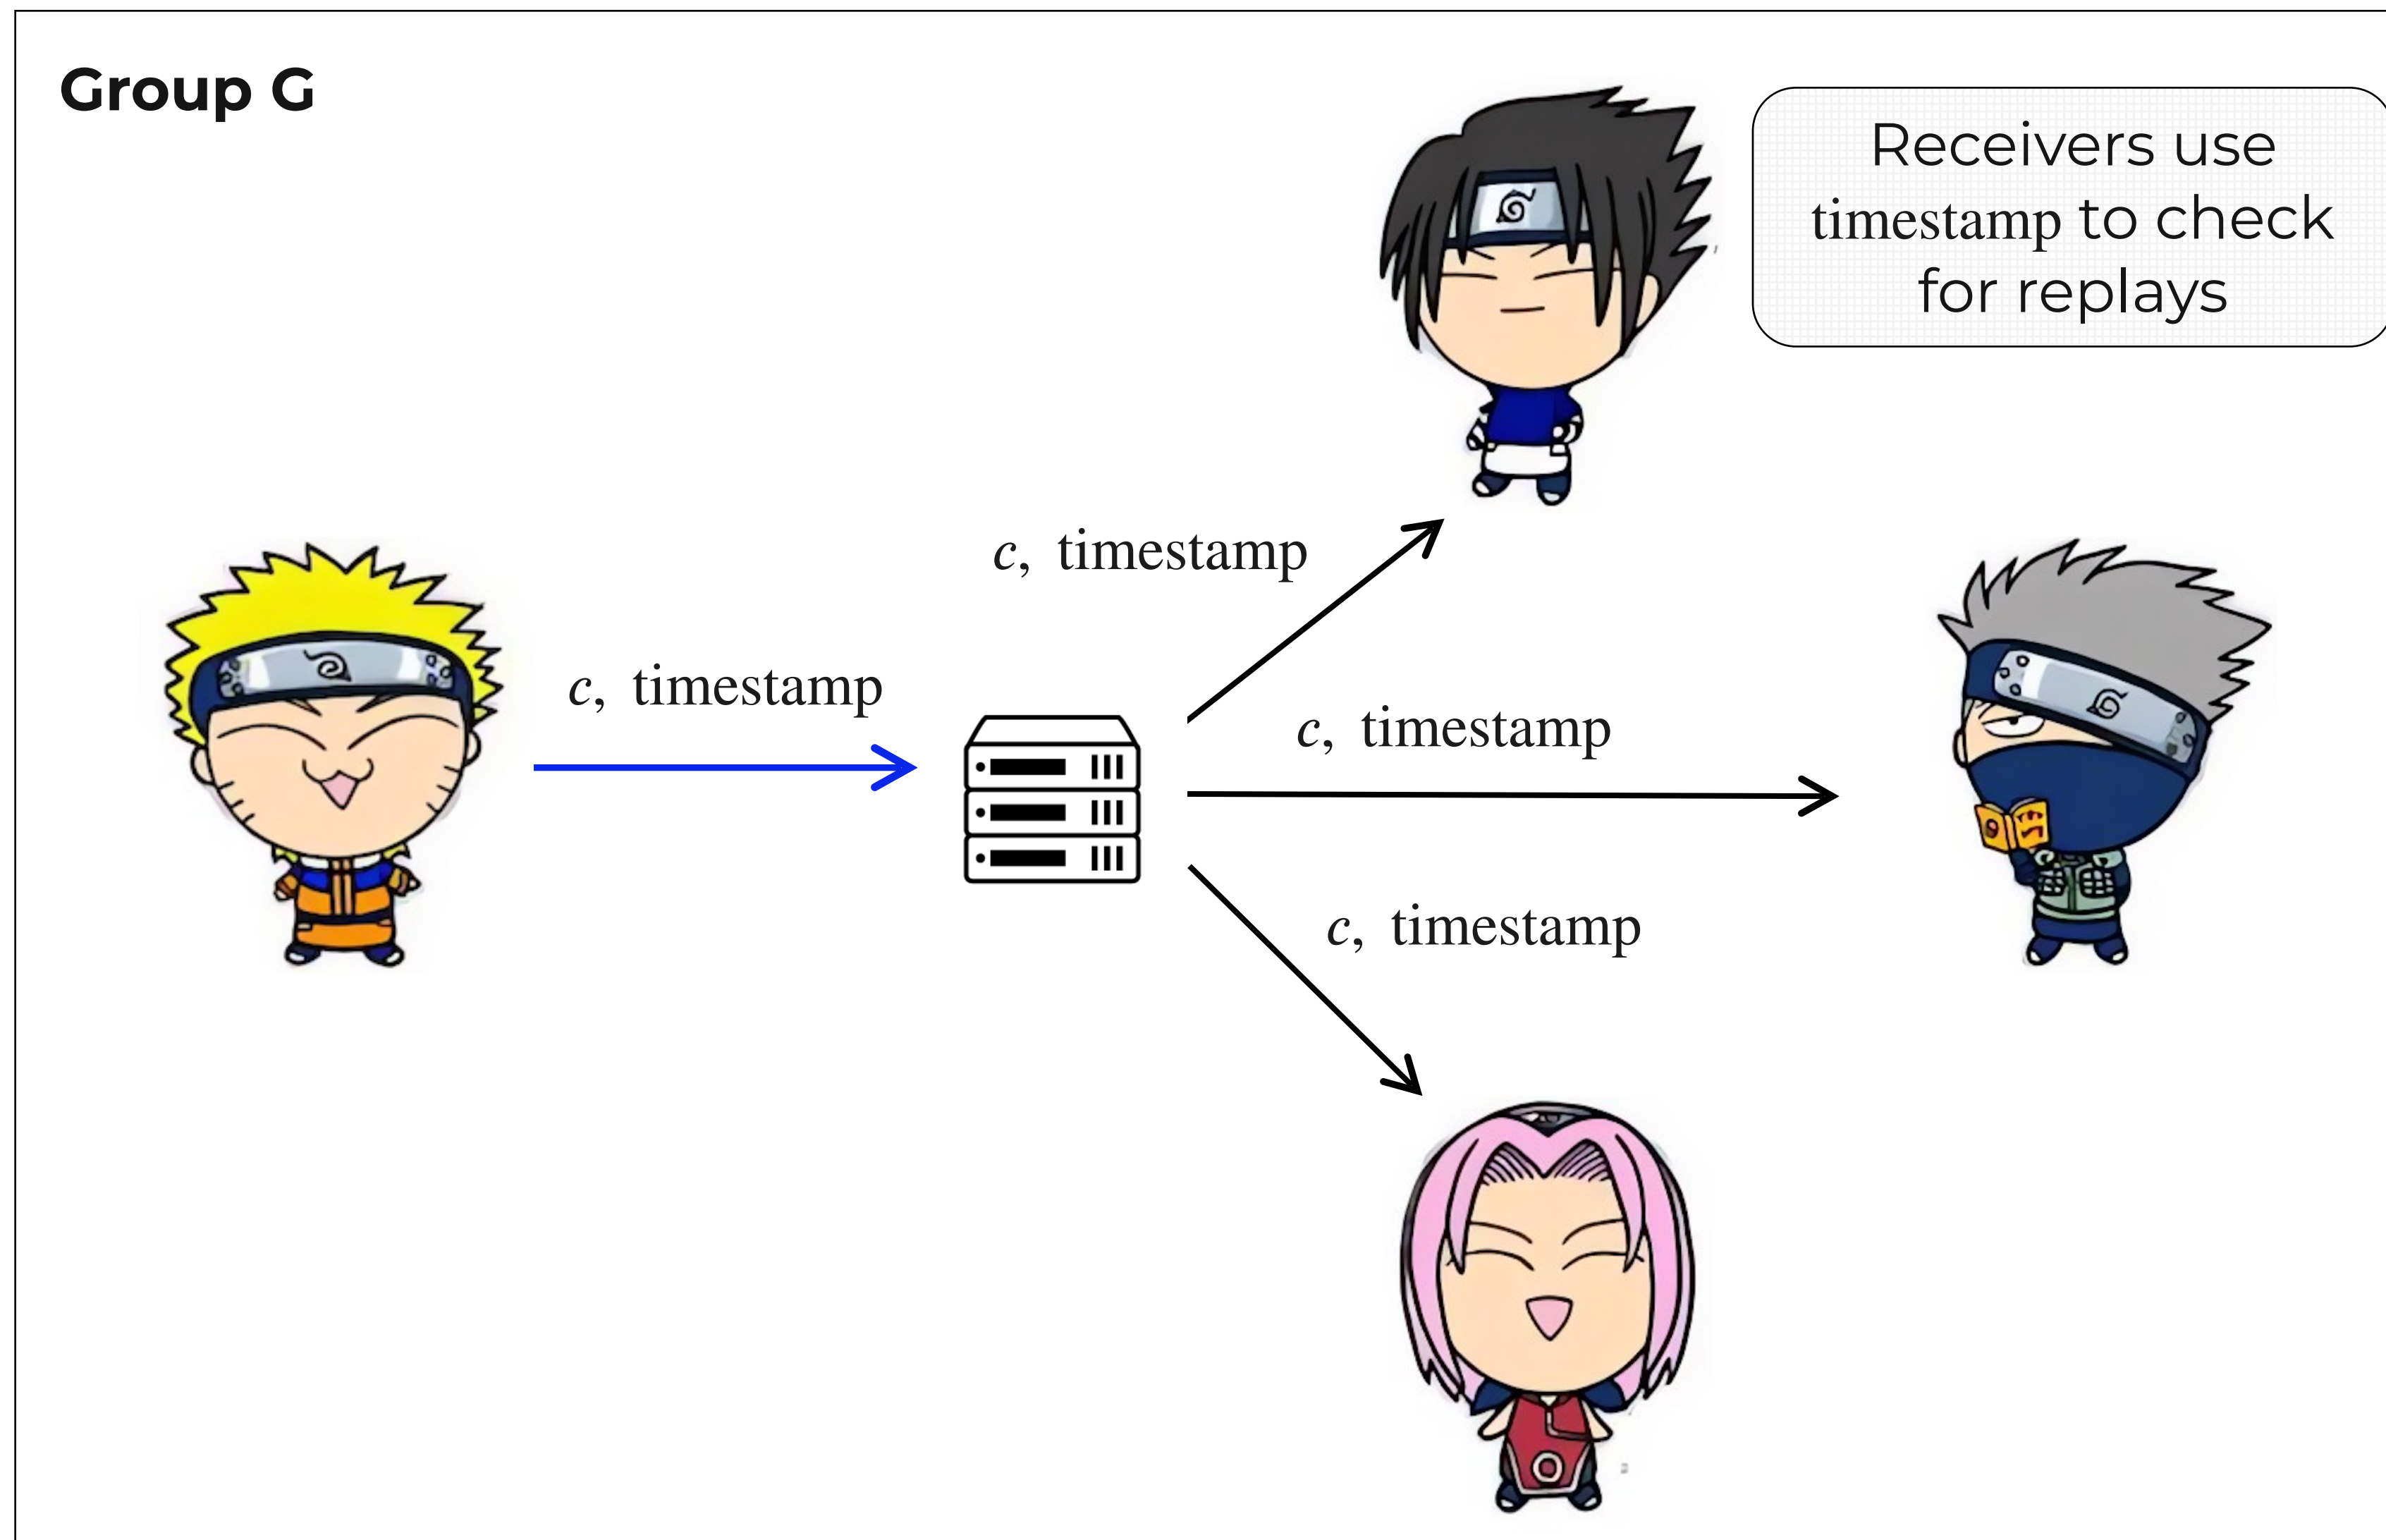 Group G
Receivers use
timestamp to check
for replays
c, timestamp
c, timestamp
c, timestamp
c, timestamp